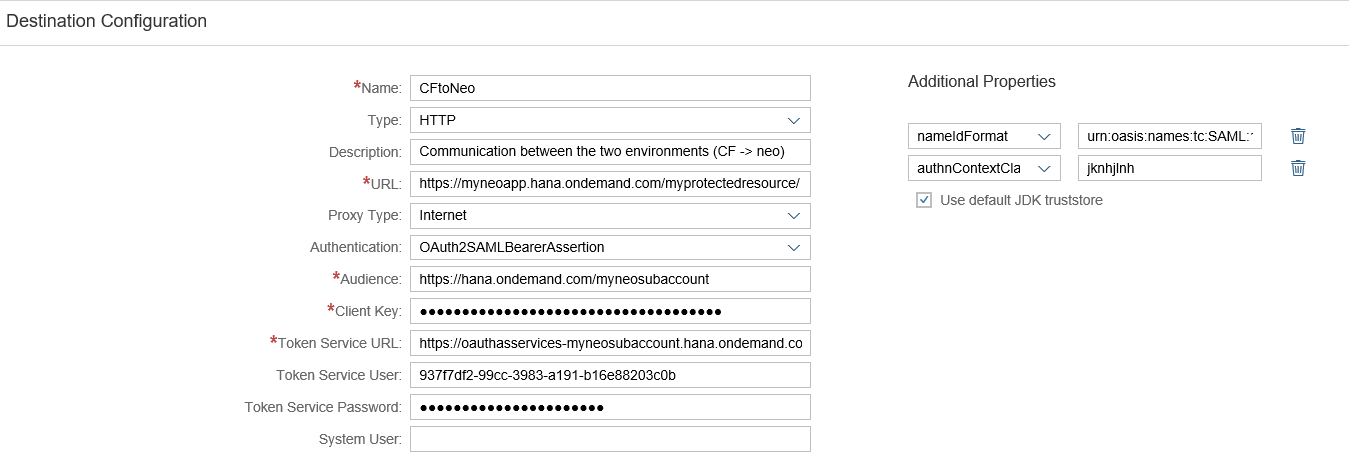 Destination Configuration
*Name: CFtoNeo
Type: HTTP
Description: Communication between the two environments (CF -> neo)
*URL: https://myneoapp.hana.ondemand.com/myprotectedresource/
Proxy Type: Internet
Authentication: OAuth2SAMLBearerAssertion
*Audience: https://hana.ondemand.com/myneosubaccount
*Client Key: ●●●●●●●●●●●●●●●●●●●●●●●●●●●●●●●●●●●●
*Token Service URL: https://oauthasservices-myneosubaccount.hana.ondemand.co
Token Service User: 937f7df2-99cc-3983-a191-b16e88203c0b
Token Service Password: ●●●●●●●●●●●●●●●●●●●●●●
System User:
Additional Properties
nameIdFormat urn:oasis:names:tc:SAML:
authnContextCla jknhjlnh
Use default JDK truststore